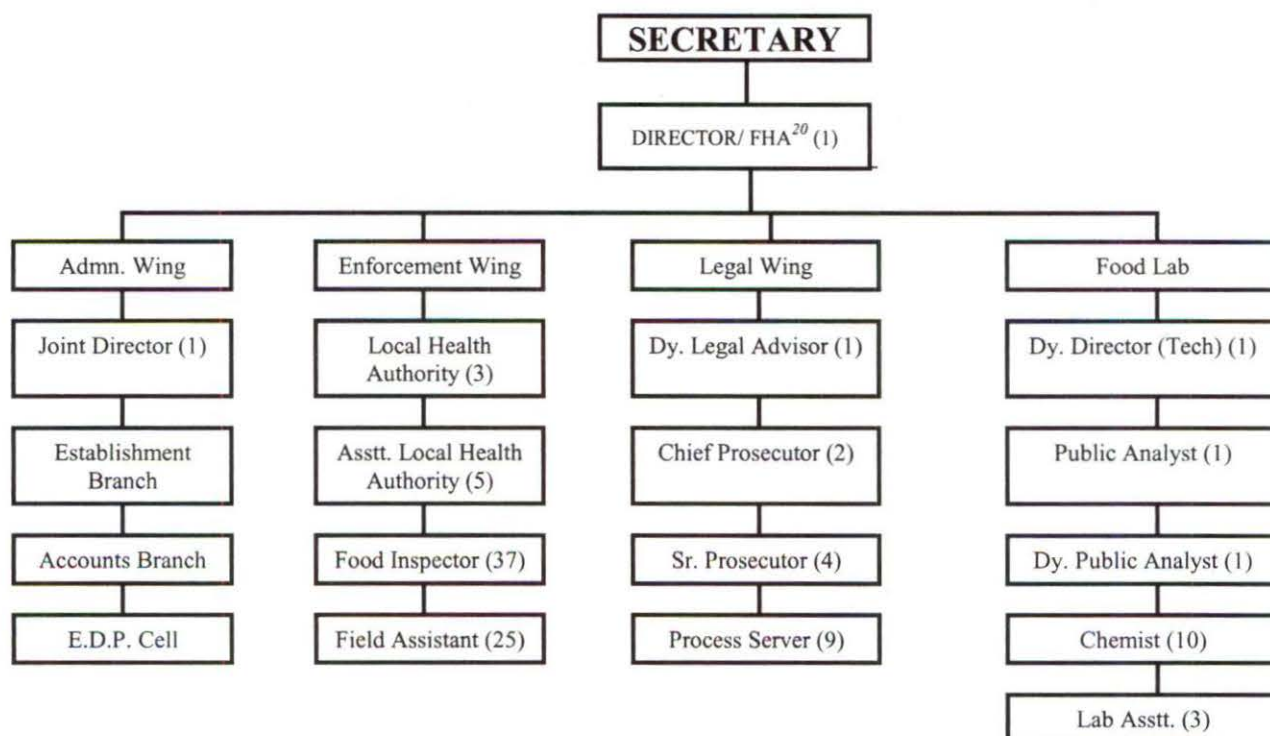 SECRETARY
DIRECTOR/ FHA20 (1)
Admn. Wing
Joint Director (1)
Establishment
Branch
Accounts Branch
E.D.P. Cell
Enforcement Wing
Local Health
Authority (3)
Asstt. Local Health
Authority (5)
Food Inspector (37)
Field Assistant (25)
Legal Wing
Dy. Legal Advisor (1)
Chief Prosecutor (2)
Sr. Prosecutor (4)
Process Server (9)
Food Lab
Dy. Director (Tech) (1)
Public Analyst (1)
Dy. Public Analyst (1)
Chemist (10)
Lab Asstt. (3)